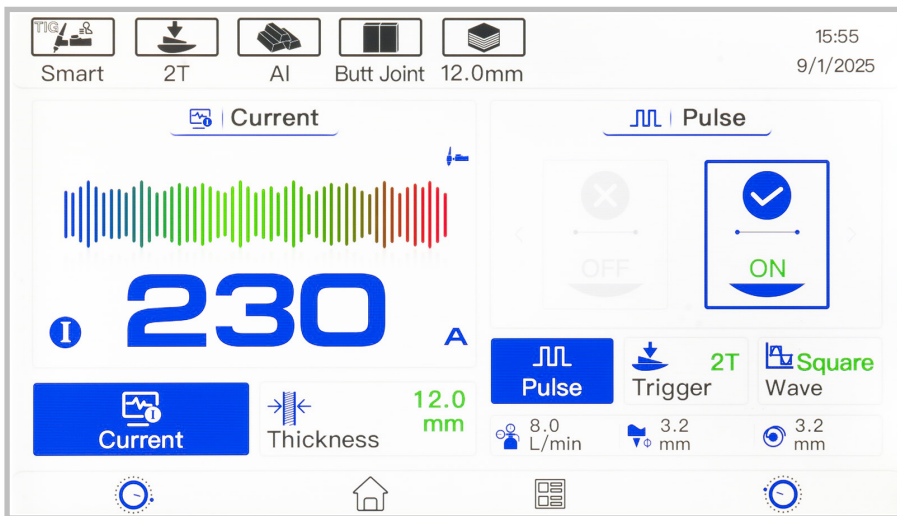 TIG
Smart
2T
Al
Butt Joint
12.0mm
15:55
9/1/2025
Current
Pulse
OFF
ON
230
I
A
Pulse
2T
Trigger
Square
Wave
Current
12.0
mm
Thickness
8.0
L/min
3.2
mm
3.2
mm